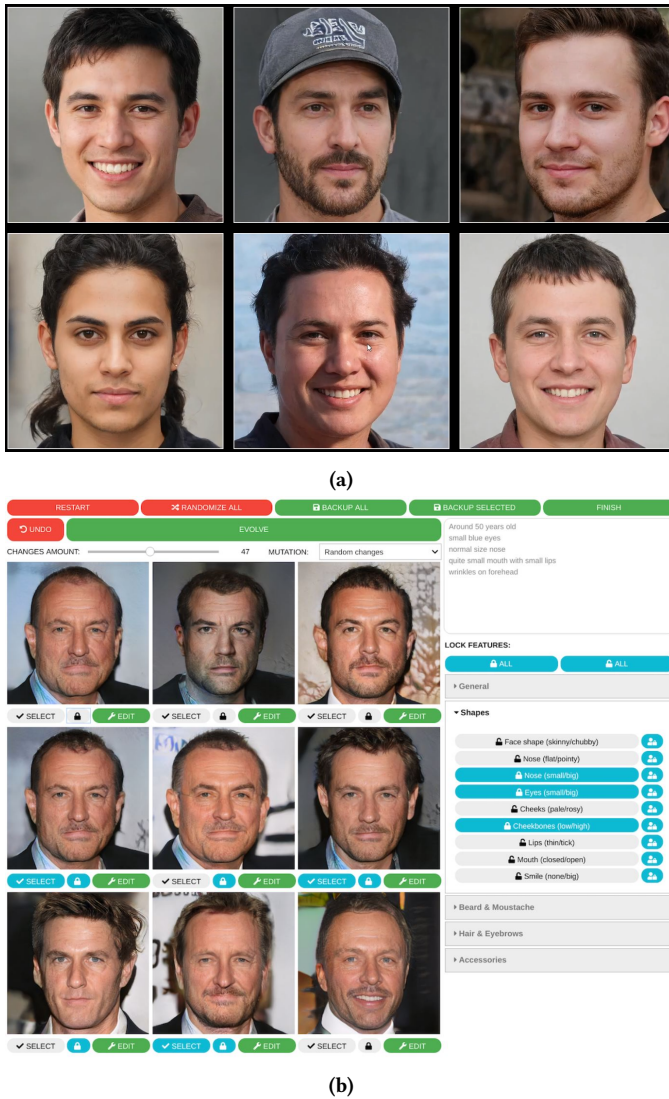 (a)
RESTART
RANDOMIZE ALL
BACKUP ALL
BACKUP SELECTED
FINISH
UNDO
EVOLVE
CHANGES AMOUNT:
47
MUTATION:
Random changes
Around 50 years old
small blue eyes
normal size nose
quite small mouth with small lips
wrinkles on forehead
LOCK FEATURES:
ALL
ALL
General
Shapes
Face shape (skinny/chubby)
Nose (flat/pointy)
Nose (small/big)
Eyes (small/big)
Cheeks (pale/rosy)
Cheekbones (low/high)
Lips (thin/tick)
Mouth (closed/open)
Smile (none/big)
Beard & Moustache
Hair & Eyebrows
Accessories
SELECT
EDIT
SELECT
EDIT
SELECT
EDIT
SELECT
EDIT
SELECT
EDIT
SELECT
EDIT
SELECT
EDIT
SELECT
EDIT
SELECT
EDIT
(b)